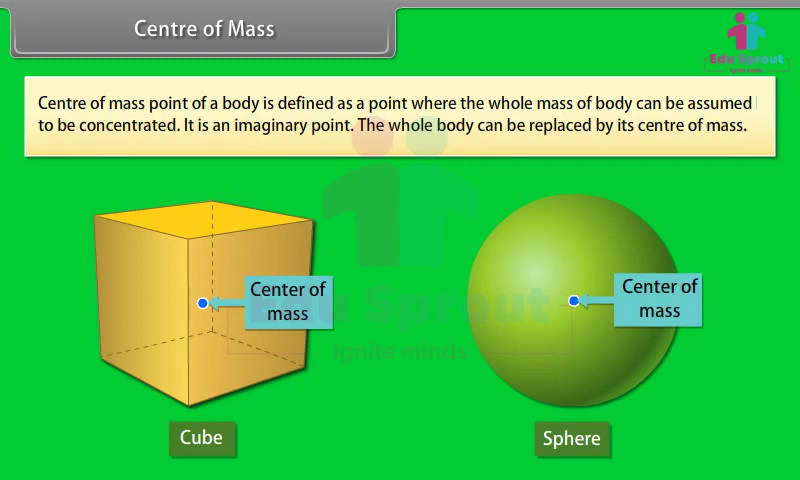 Centre of Mass
Edu Sprout
Ignite minds
Centre of mass point of a body is defined as a point where the whole mass of body can be assumed
to be concentrated. It is an imaginary point. The whole body can be replaced by its centre of mass.
Center of
mass
Center of
mass
Edu Sprout
Ignite minds
Cube
Sphere